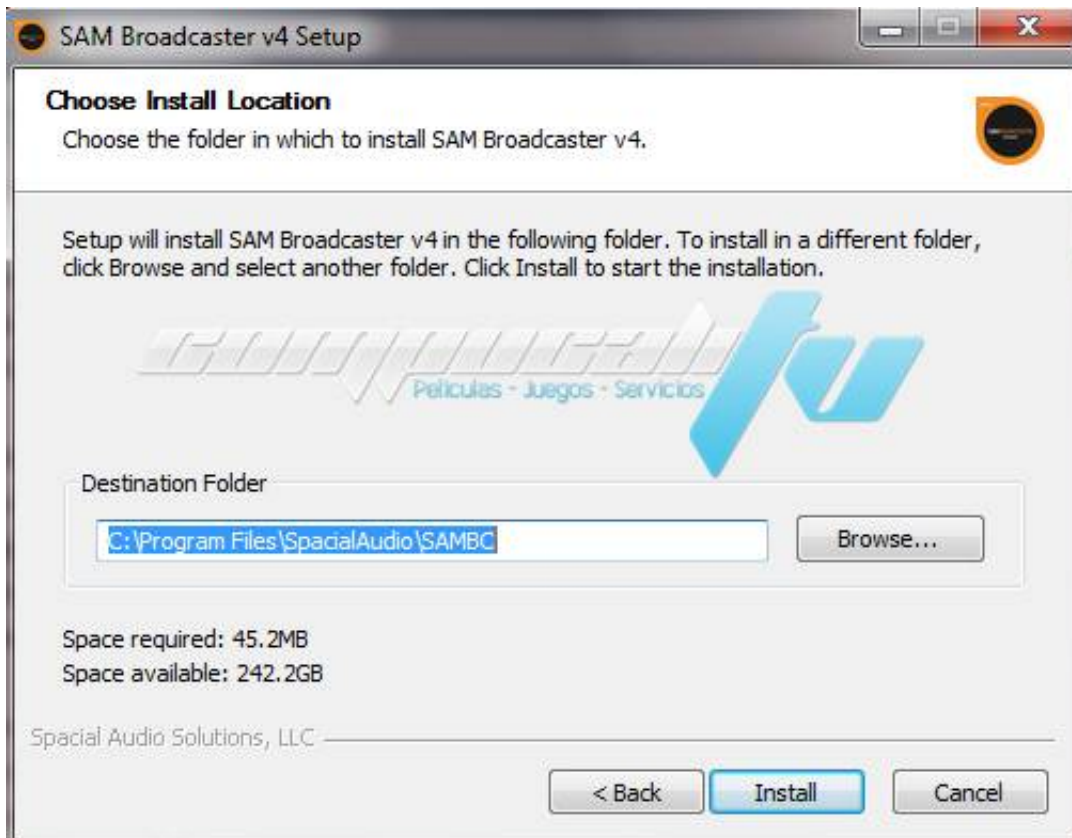 SAM Broadcaster v4 Setup
Choose Install Location
Choose the folder in which to install SAM Broadcaster v4.
Setup will install SAM Broadcaster v4 in the following folder. To install in a different folder,
click Browse and select another folder. Click Install to start the installation.
compucaliTV
Películas - Juegos - Servicios
Destination Folder
C:\Program Files\SpacialAudio\SAMBC
Browse...
Space required: 45.2MB
Space available: 242.2GB
Spacial Audio Solutions, LLC
< Back
Install
Cancel